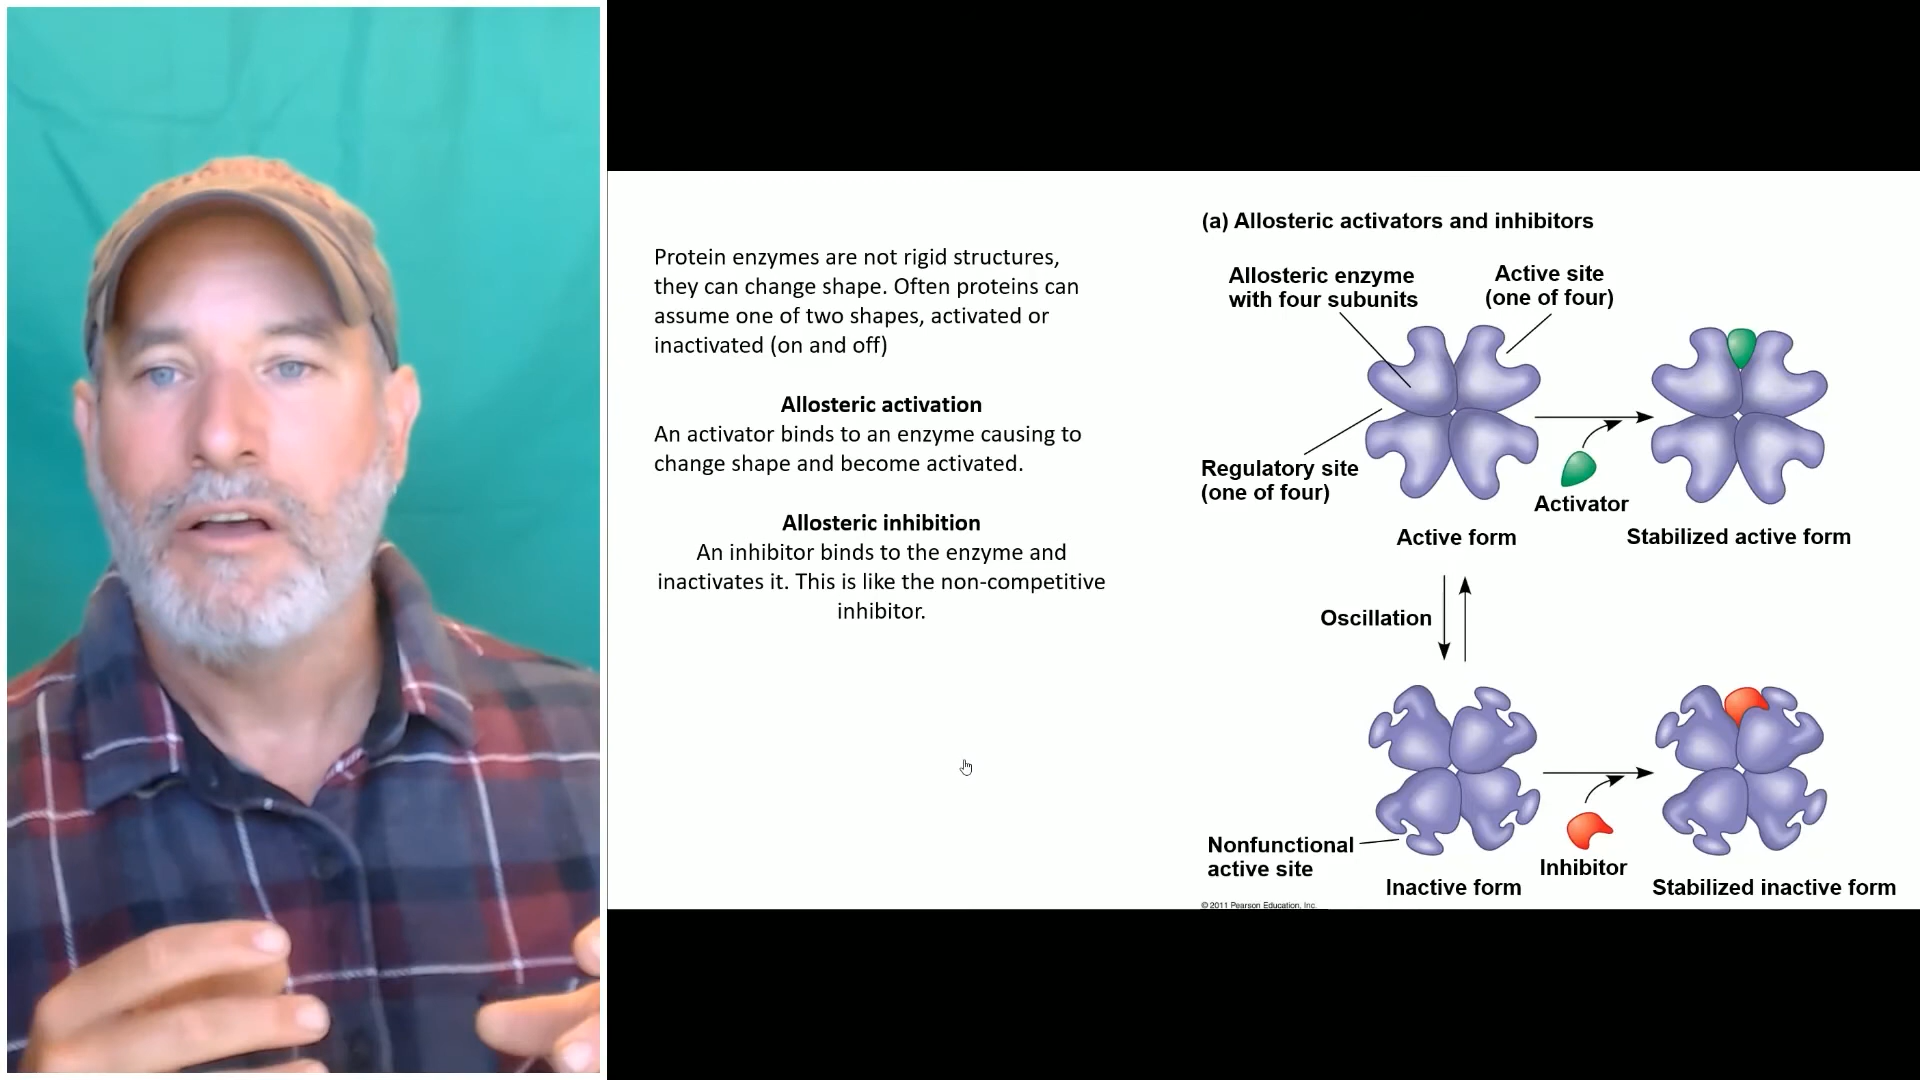 Protein enzymes are not rigid structures,
they can change shape. Often proteins can
assume one of two shapes, activated or
inactivated (on and off)
Allosteric activation
An activator binds to an enzyme causing to
change shape and become activated.
Allosteric inhibition
An inhibitor binds to the enzyme and
inactivates it. This is like the non-competitive
inhibitor.
(a) Allosteric activators and inhibitors
Allosteric enzyme
with four subunits
Active site
(one of four)
Regulatory site
(one of four)
Activator
Active form
Stabilized active form
Oscillation
Nonfunctional
active site
Inhibitor
Inactive form
Stabilized inactive form
© 2011 Pearson Education, Inc.